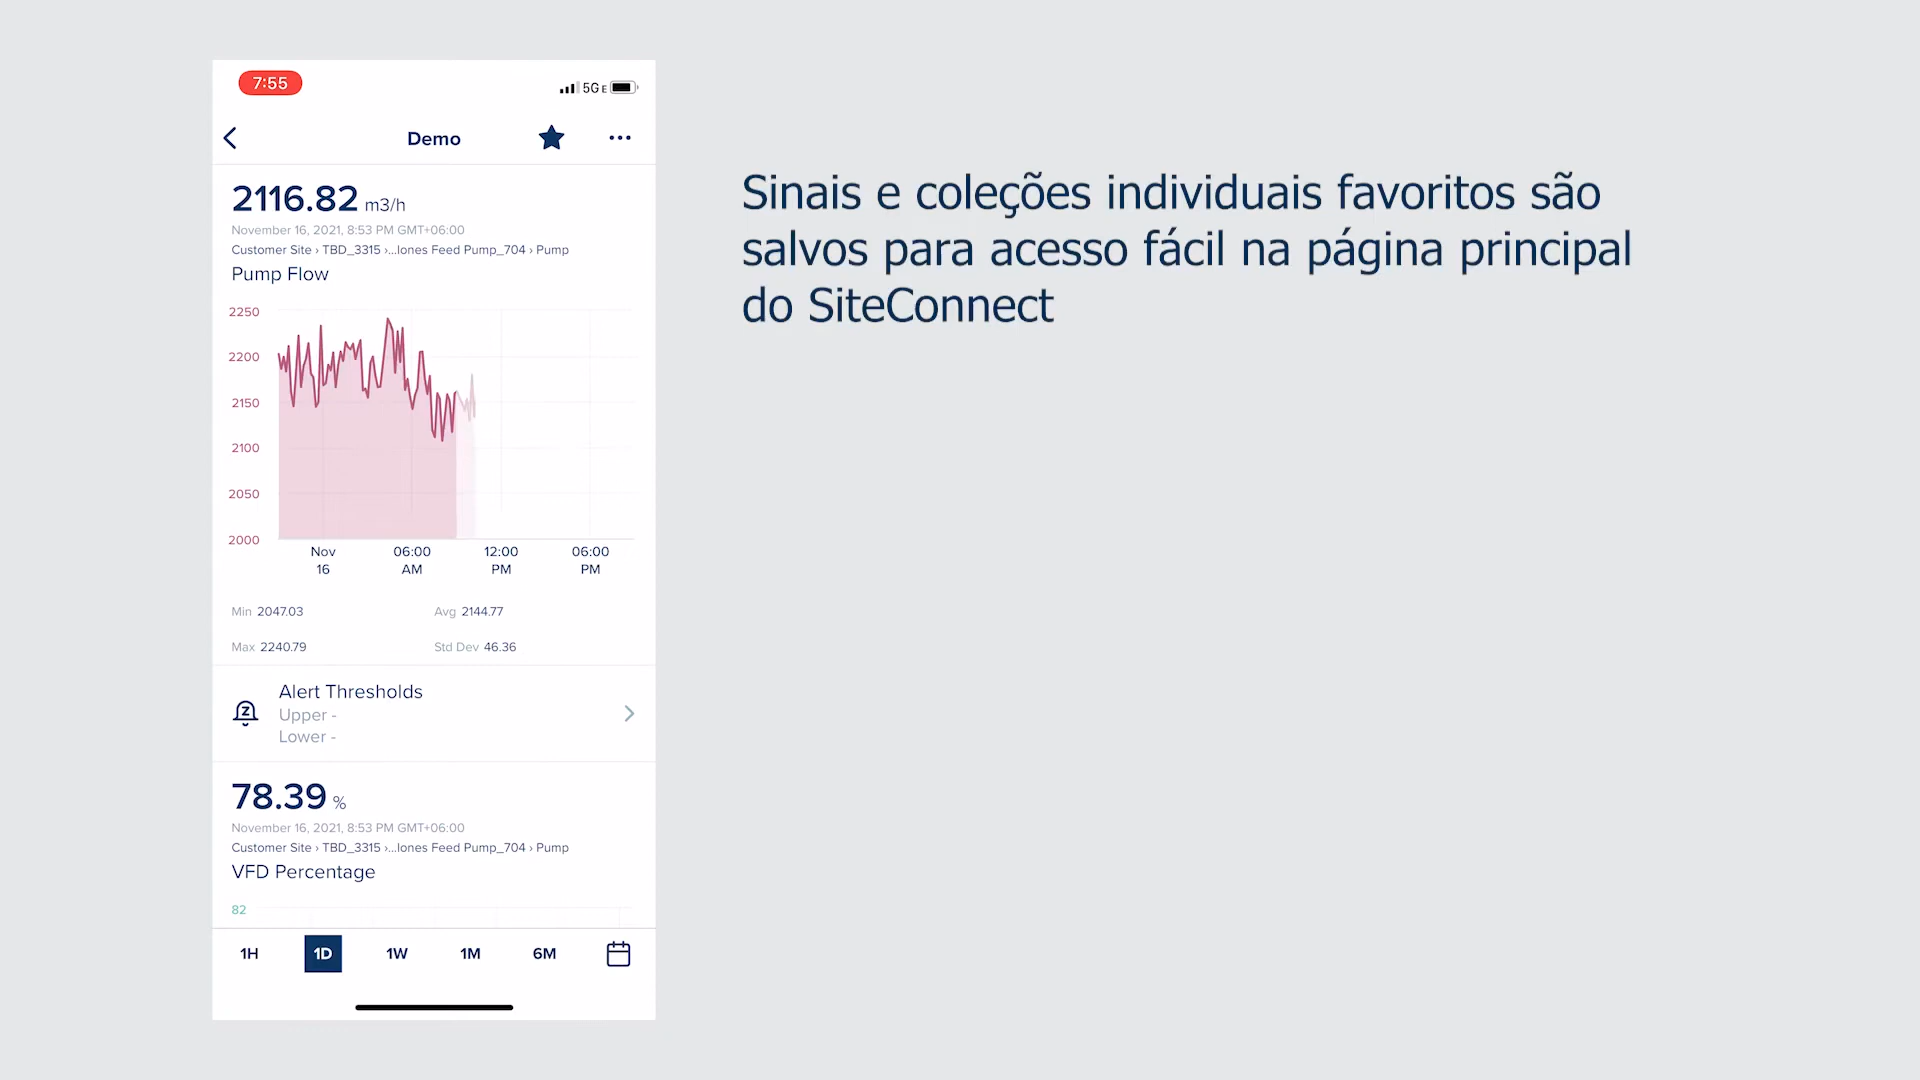 7:55
5GE
Demo
2116.82 m3/h
November 16, 2021, 8:53 PM GMT+06:00
Customer Site › TBD_3315 ›...lones Feed Pump_704 › Pump
Pump Flow
2250
2200
2150
2100
2050
2000
Nov 16
06:00 AM
12:00 PM
06:00 PM
Min 2047.03
Avg 2144.77
Max 2240.79
Std Dev 46.36
Alert Thresholds
Upper -
Lower -
78.39 %
November 16, 2021, 8:53 PM GMT+06:00
Customer Site › TBD_3315 ›...lones Feed Pump_704 › Pump
VFD Percentage
82
1H 1D 1W 1M 6M
Sinais e coleções individuais favoritos são
salvos para acesso fácil na página principal
do SiteConnect